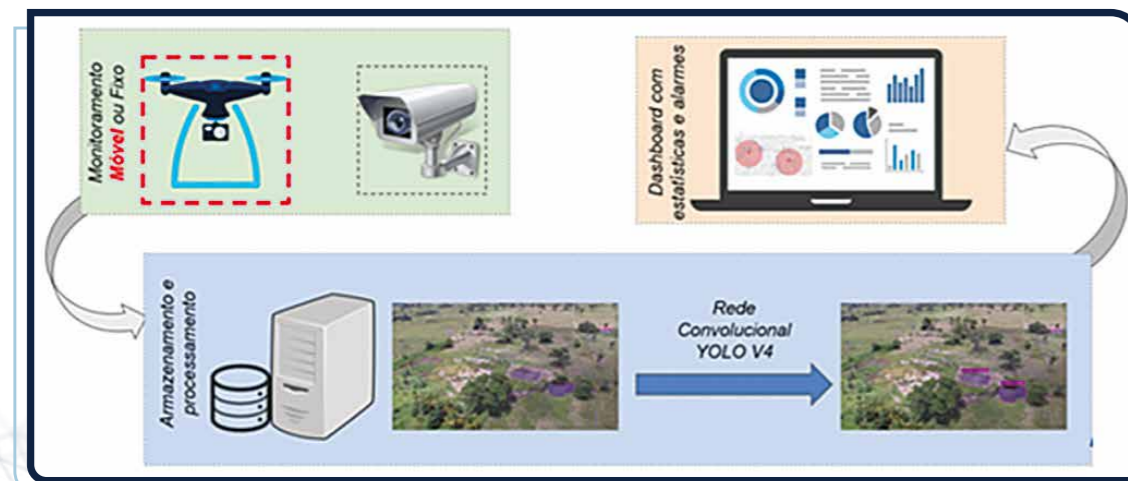 Monitoramento
Móvel ou Fixo
Dashboard com
estatísticas e alarmes
Armazenamento e
processamento
Rede
Convolucional
YOLO V4